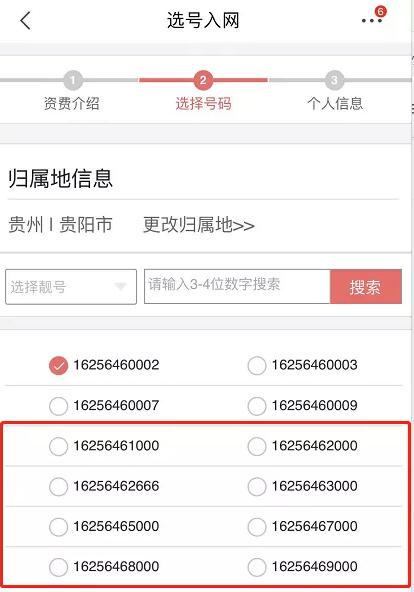 选号入网
6
1 2 3
资费介绍 选择号码 个人信息
归属地信息
贵州 | 贵阳市 更改归属地>>
选择靓号 请输入3-4位数字搜索 搜索
16256460002 16256460003
16256460007 16256460009
16256461000 16256462000
16256462666 16256463000
16256465000 16256467000
16256468000 16256469000